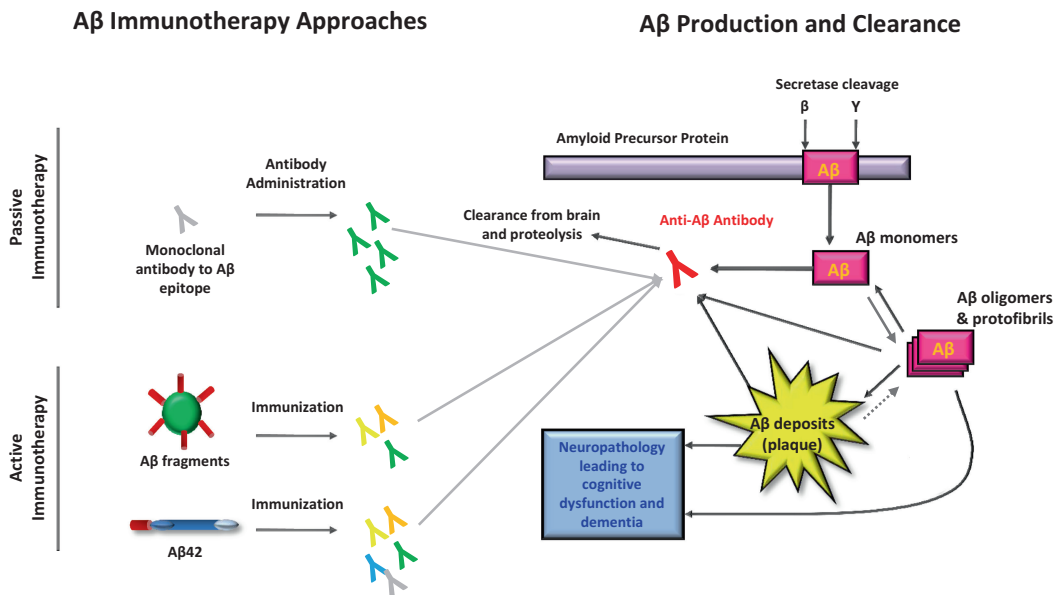 Aβ Immunotherapy Approaches
Aβ Production and Clearance
Passive
Immunotherapy
Antibody
Administration
Monoclonal
antibody to Aβ
epitope
Active
Immunotherapy
Immunization
Aβ fragments
Immunization
Aβ42
Secretase cleavage
β
γ
Amyloid Precursor Protein
Aβ
Clearance from brain
and proteolysis
Anti-Aβ Antibody
Aβ monomers
Aβ
Aβ oligomers
& protofibrils
Aβ
Aβ deposits
(plaque)
Neuropathology
leading to
cognitive
dysfunction and
dementia